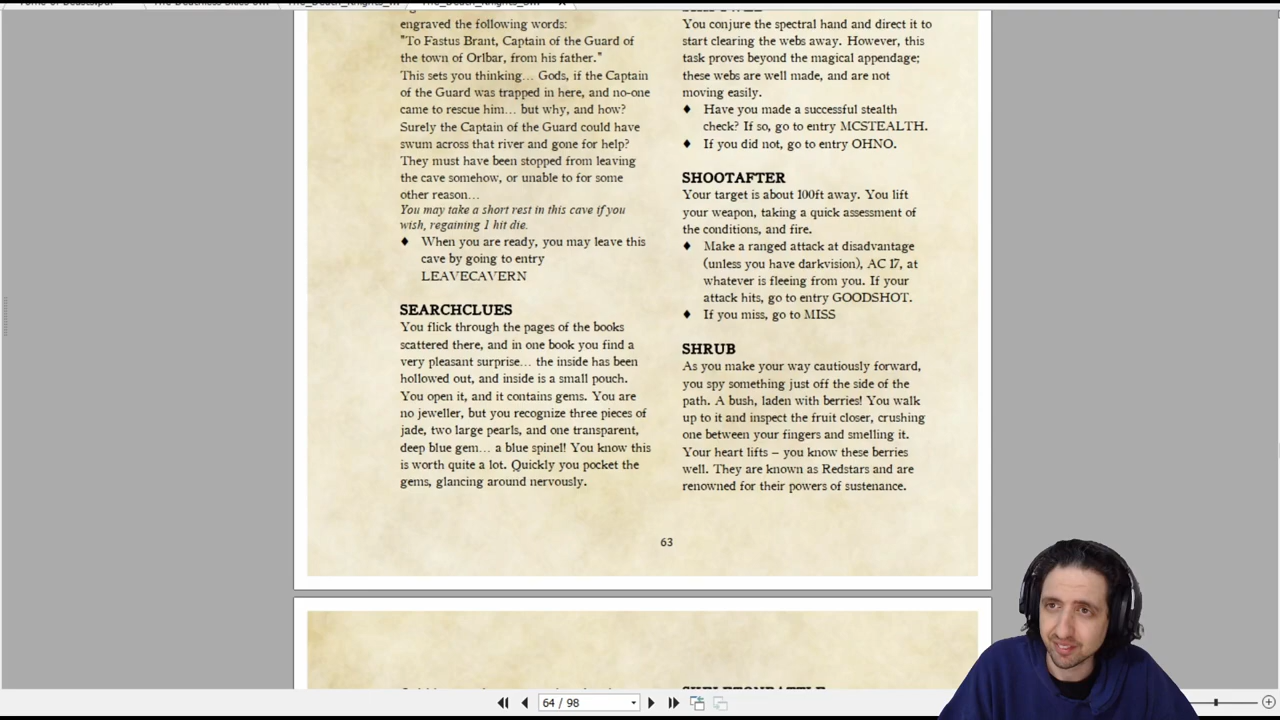 engraved the following words:
"To Fastus Brant, Captain of the Guard of
the town of Orlbar, from his father."
This sets you thinking... Gods, if the Captain
of the Guard was trapped in here, and no-one
came to rescue him... but why, and how?
Surely the Captain of the Guard could have
swum across that river and gone for help?
They must have been stopped from leaving
the cave somehow, or unable to for some
other reason...
You may take a short rest in this cave if you
wish, regaining 1 hit die.
♦ When you are ready, you may leave this
cave by going to entry
LEAVECAVERN
SEARCHCLUES
You flick through the pages of the books
scattered there, and in one book you find a
very pleasant surprise... the inside has been
hollowed out, and inside is a small pouch.
You open it, and it contains gems. You are
no jeweller, but you recognize three pieces of
jade, two large pearls, and one transparent,
deep blue gem... a blue spinel! You know this
is worth quite a lot. Quickly you pocket the
gems, glancing around nervously.
You conjure the spectral hand and direct it to
start clearing the webs away. However, this
task proves beyond the magical appendage;
these webs are well made, and are not
moving easily.
♦ Have you made a successful stealth
check? If so, go to entry MCSTEALTH.
♦ If you did not, go to entry OHNO.
SHOOTAFTER
Your target is about 100ft away. You lift
your weapon, taking a quick assessment of
the conditions, and fire.
♦ Make a ranged attack at disadvantage
(unless you have darkvision), AC 17, at
whatever is fleeing from you. If your
attack hits, go to entry GOODSHOT.
♦ If you miss, go to MISS
SHRUB
As you make your way cautiously forward,
you spy something just off the side of the
path. A bush, laden with berries! You walk
up to it and inspect the fruit closer, crushing
one between your fingers and smelling it.
Your heart lifts – you know these berries
well. They are known as Redstars and are
renowned for their powers of sustenance.
63
64 / 98